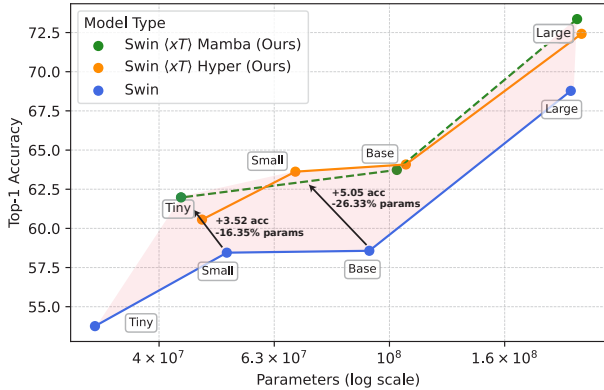 Model Type
Swin ⟨xT⟩ Mamba (Ours)
Swin ⟨xT⟩ Hyper (Ours)
Swin
72.5
70.0
67.5
65.0
62.5
60.0
57.5
55.0
Top-1 Accuracy
Large
Large
Small
Base
Tiny
+3.52 acc
-16.35% params
+5.05 acc
-26.33% params
Small
Base
Tiny
4 × 10⁷
6.3 × 10⁷
10⁸
1.6 × 10⁸
Parameters (log scale)